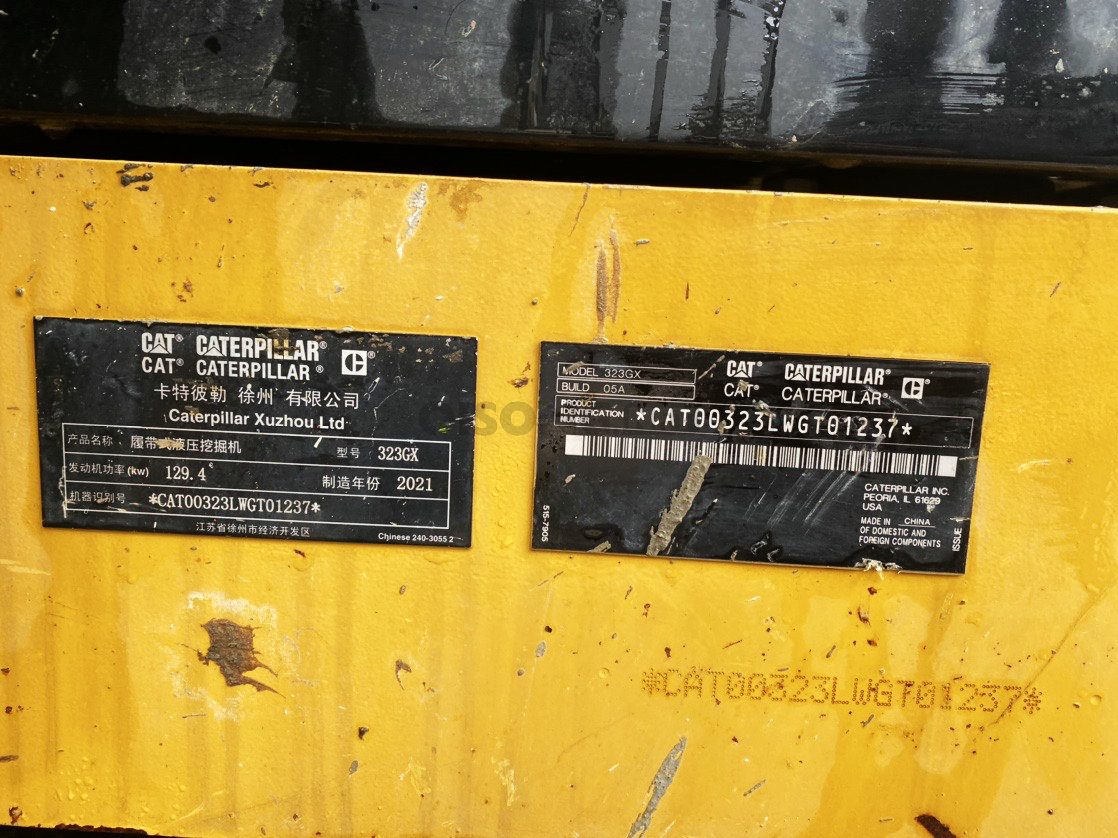 CAT® CATERPILLAR®
CAT® CATERPILLAR®
卡特彼勒 徐州 有限公司
Caterpillar Xuzhou Ltd
产品名称 履带式液压挖掘机
型号 323GX
发动机功率(kw) 129.4
制造年份 2021
机器识别号 *CAT00323LWGT01237*
江苏省徐州市经济开发区
Chinese 240-3055 2
MODEL 323GX
BUILD 05A
CAT® CATERPILLAR®
CAT® CATERPILLAR®
PRODUCT
IDENTIFICATION
NUMBER
*CAT00323LWGT01237*
CATERPILLAR INC.
PEORIA, IL 61629
USA
MADE IN CHINA
OF DOMESTIC AND
FOREIGN COMPONENTS
515-7906
ISSUE
*CAT00323LWGT01237*